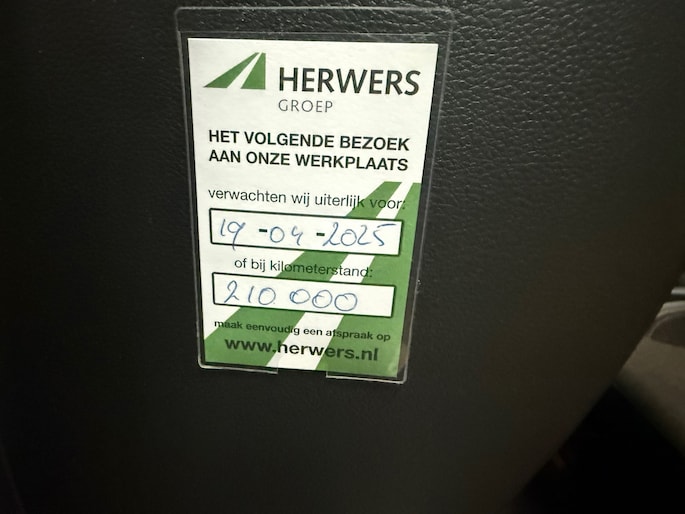 HERWERS
GROEP
HET VOLGENDE BEZOEK
AAN ONZE WERKPLAATS
verwachten wij uiterlijk voor:
19-04-2025
of bij kilometerstand:
210 000
maak eenvoudig een afspraak op
www.herwers.nl